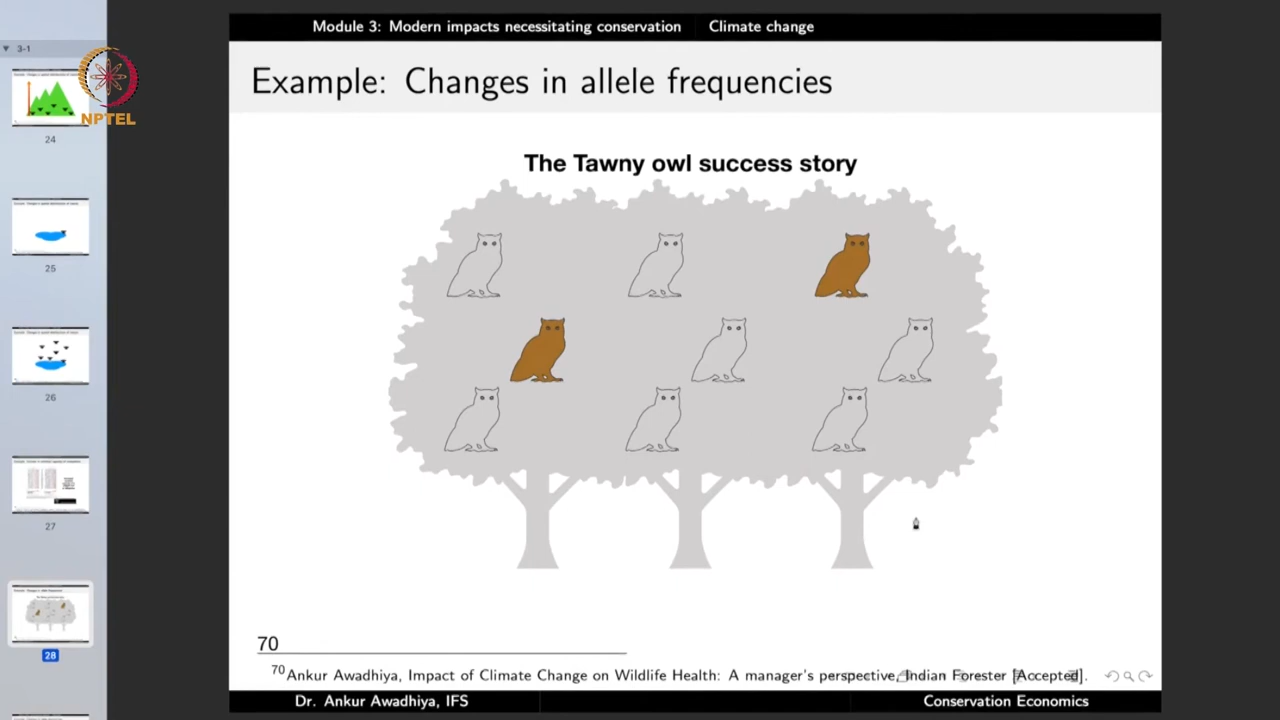 Module 3: Modern impacts necessitating conservation Climate change
3-1
NPTEL
24
25
26
27
28
Example: Changes in allele frequencies
The Tawny owl success story
70
70 Ankur Awadhiya, Impact of Climate Change on Wildlife Health: A manager's perspective, Indian Forester [Accepted].
Dr. Ankur Awadhiya, IFS Conservation Economics